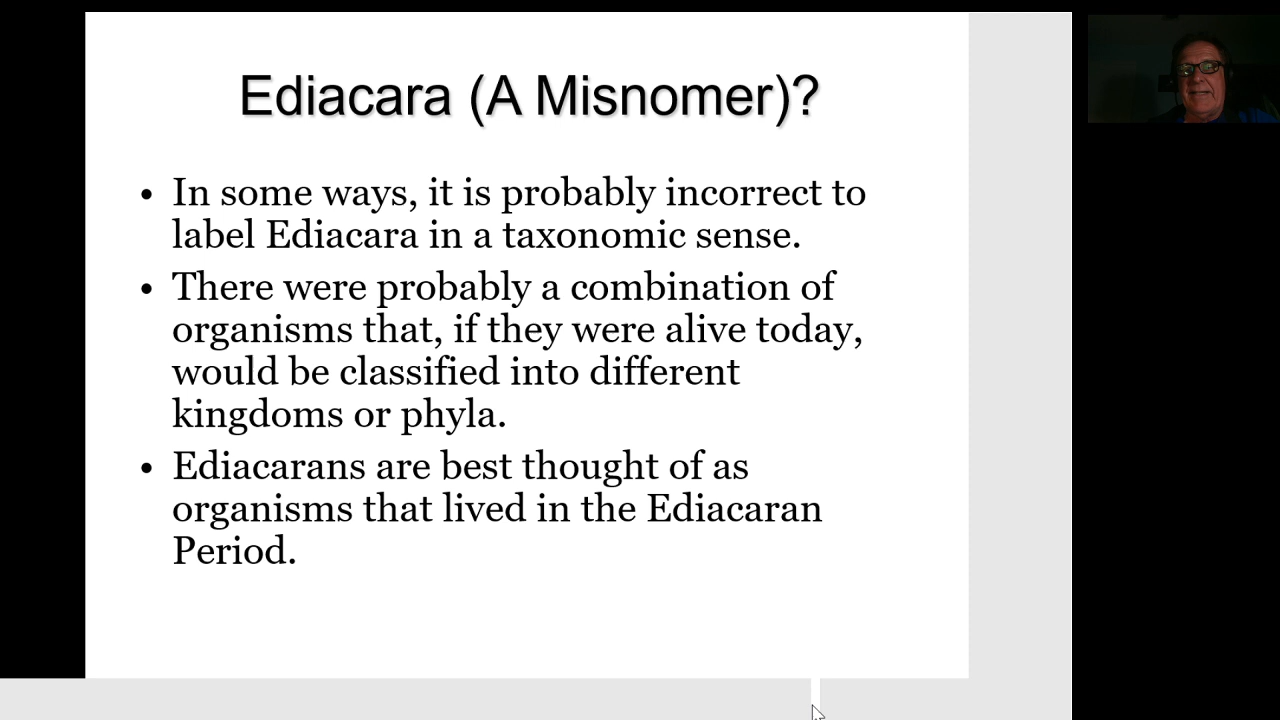 Ediacara (A Misnomer)?
• In some ways, it is probably incorrect to
label Ediacara in a taxonomic sense.
• There were probably a combination of
organisms that, if they were alive today,
would be classified into different
kingdoms or phyla.
• Ediacarans are best thought of as
organisms that lived in the Ediacaran
Period.